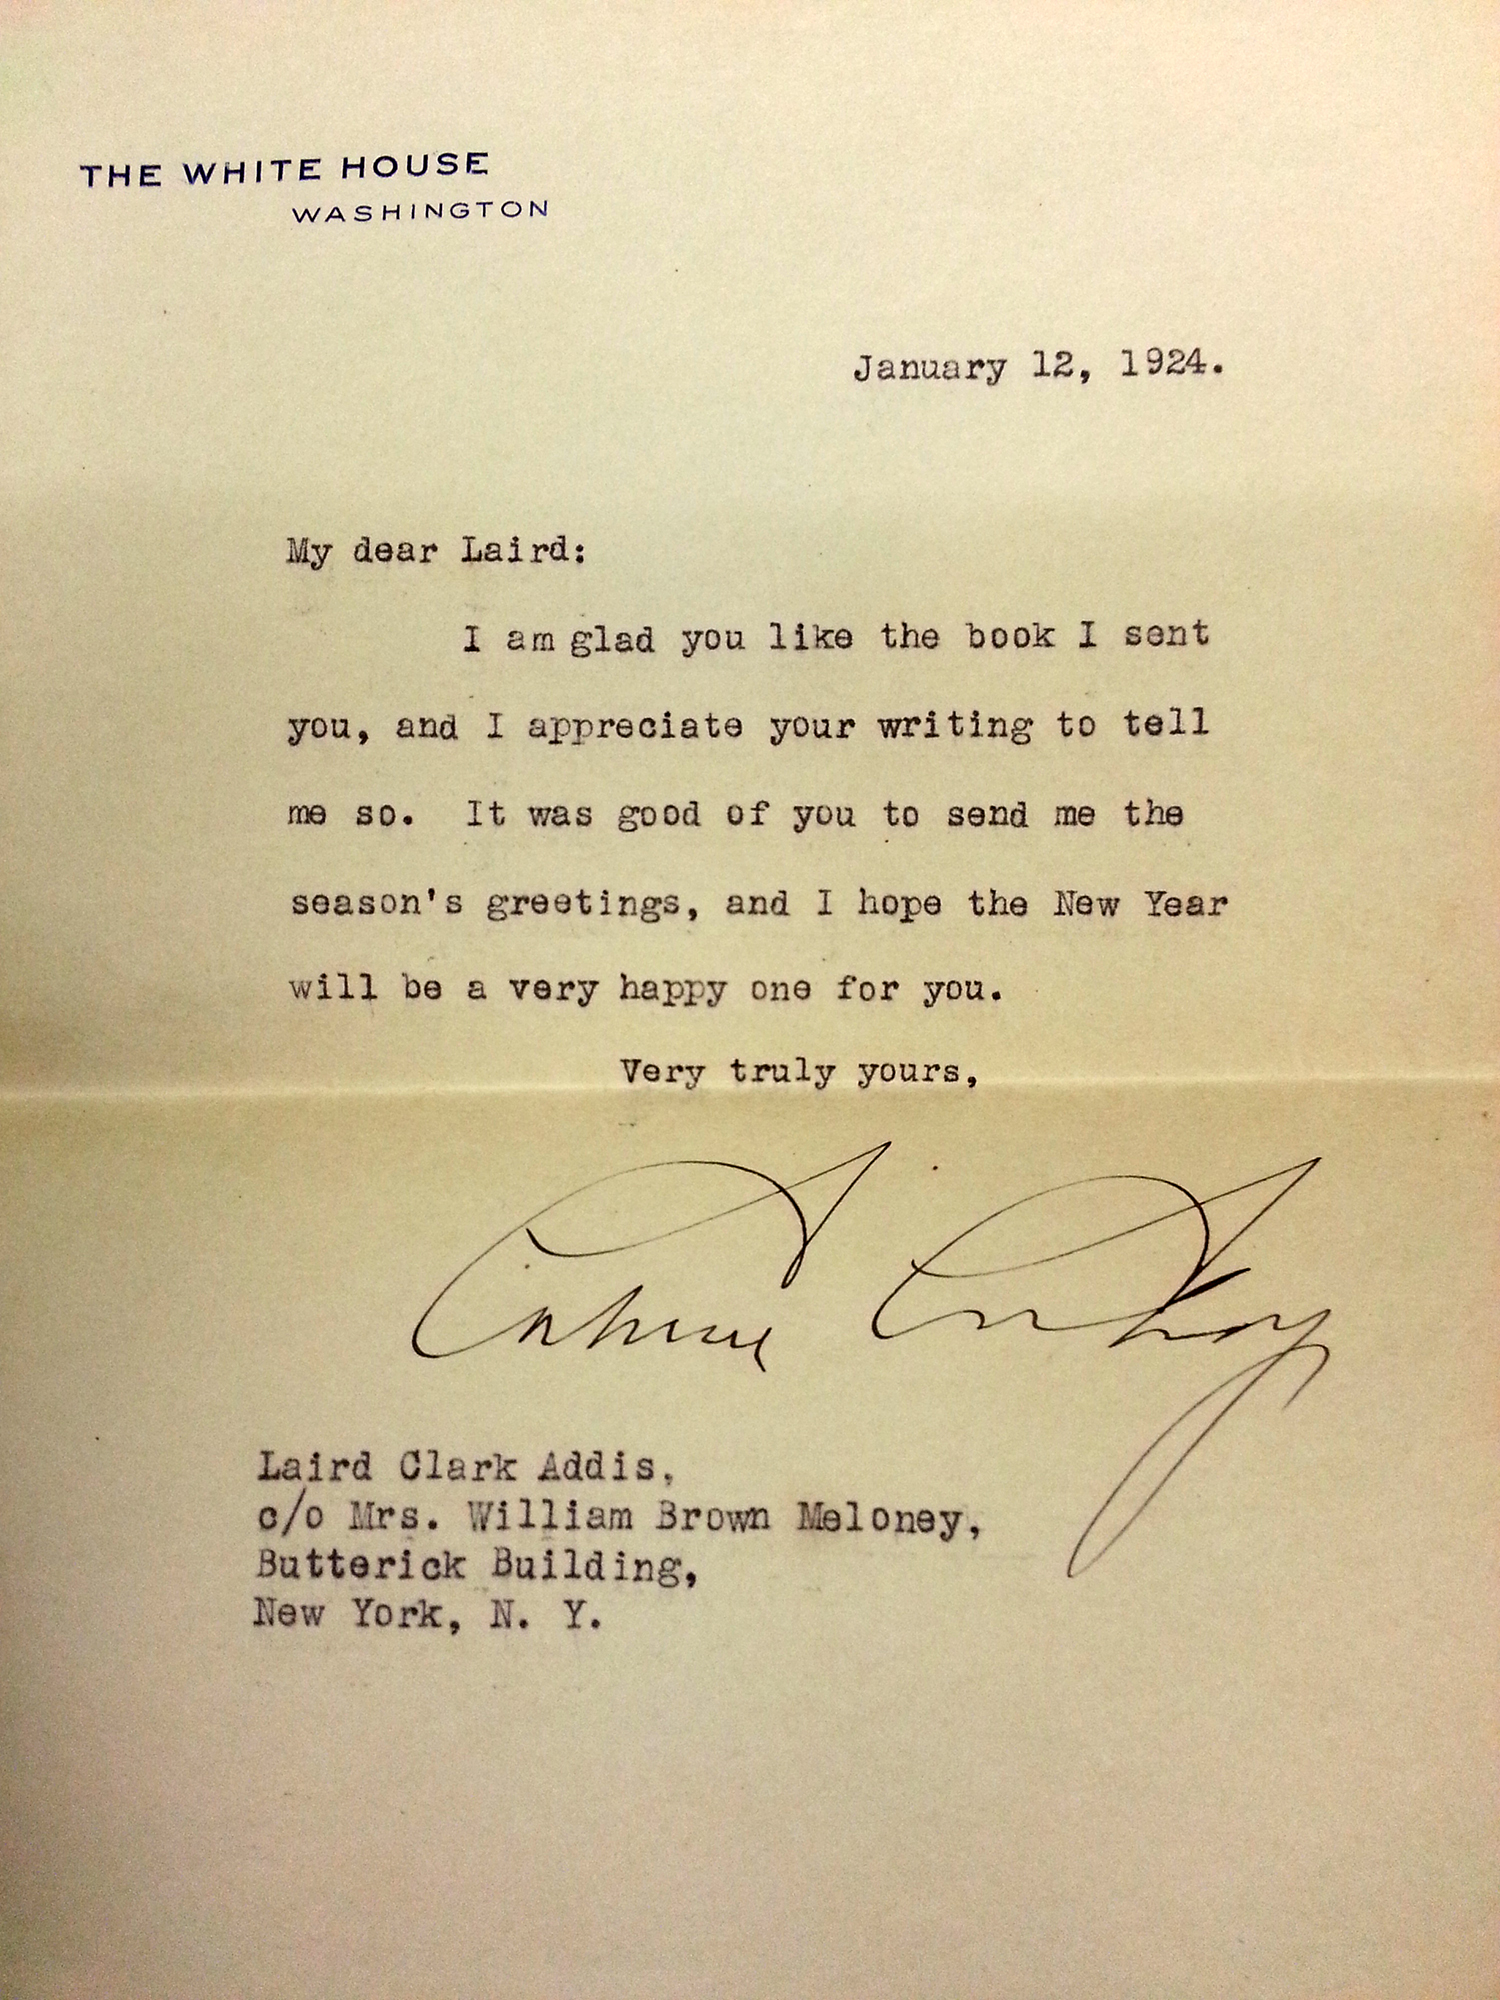 THE WHITE HOUSE
WASHINGTON
January 12, 1924.
My dear Laird:
I am glad you like the book I sent
you, and I appreciate your writing to tell
me so. It was good of you to send me the
season's greetings, and I hope the New Year
will be a very happy one for you.
Very truly yours,
Calvin Coolidge
Laird Clark Addis,
c/o Mrs. William Brown Meloney,
Butterick Building,
New York, N. Y.